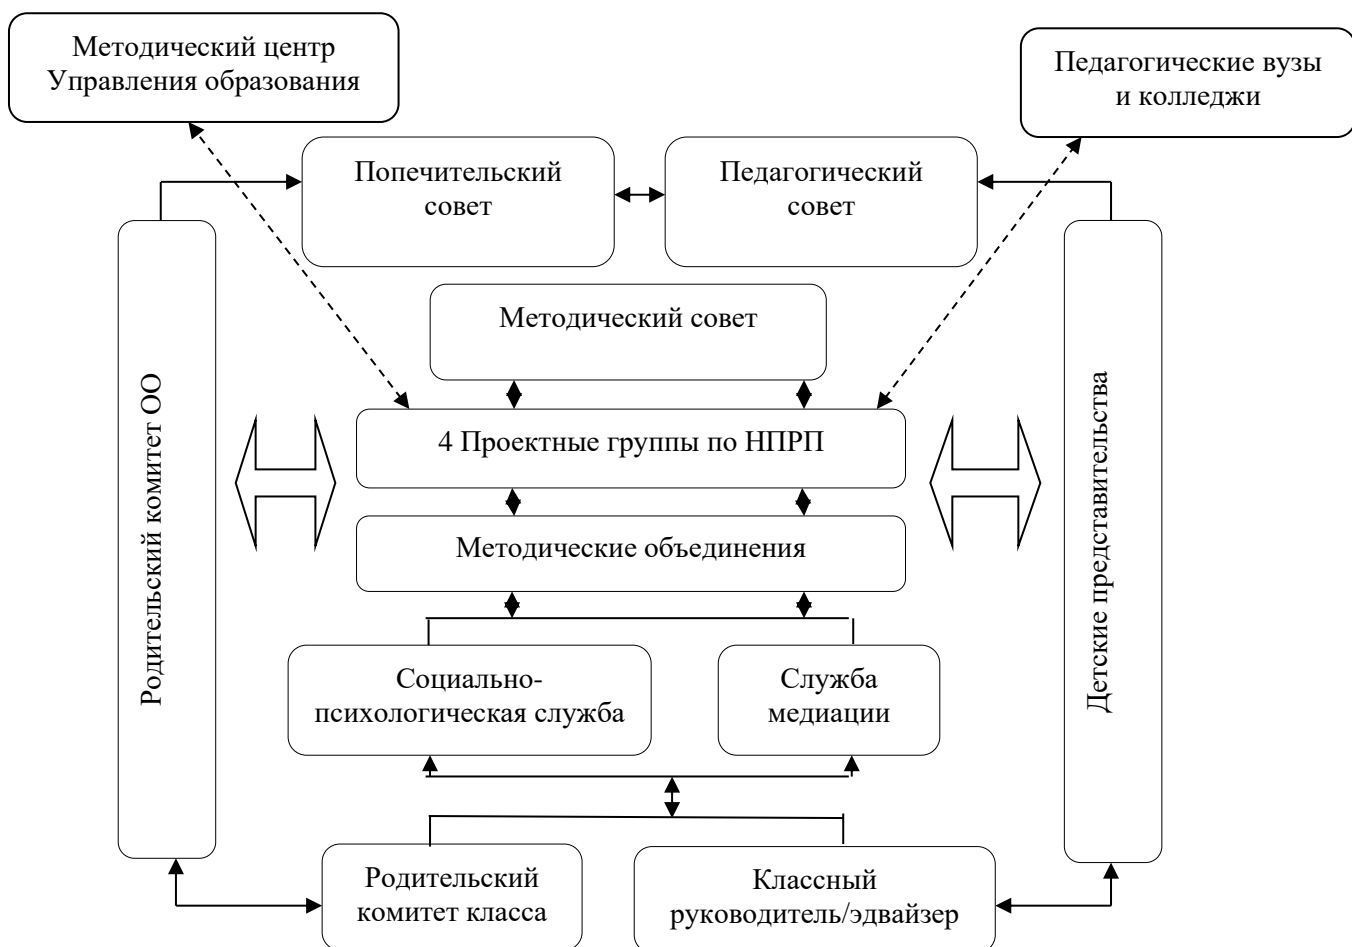 Методический центр
Управления образования
Педагогические вузы
и колледжи
Попечительский
совет
Педагогический
совет
Методический совет
Родительский комитет ОО
4 Проектные группы по НПРП
Детские представительства
Методические объединения
Социально-
психологическая служба
Служба
медиации
Родительский
комитет класса
Классный
руководитель/эдвайзер